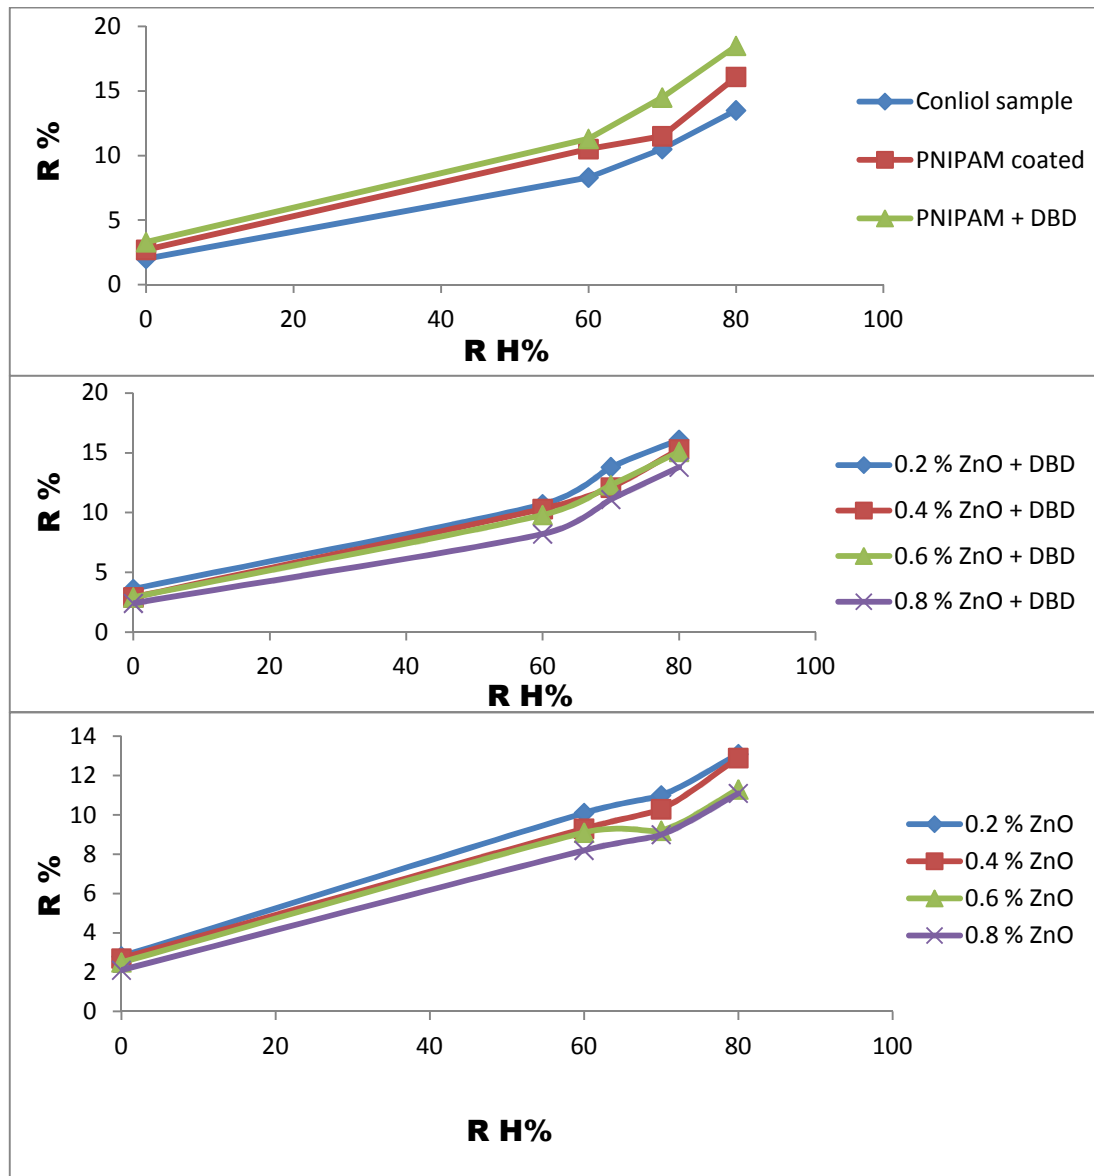 20
15
10
5
0
R %
0 20 40 60 80 100
R H%
Conliol sample
PNIPAM coated
PNIPAM + DBD
20
15
10
5
0
R %
0 20 40 60 80 100
R H%
0.2 % ZnO + DBD
0.4 % ZnO + DBD
0.6 % ZnO + DBD
0.8 % ZnO + DBD
14
12
10
8
6
4
2
0
R %
0 20 40 60 80 100
R H%
0.2 % ZnO
0.4 % ZnO
0.6 % ZnO
0.8 % ZnO